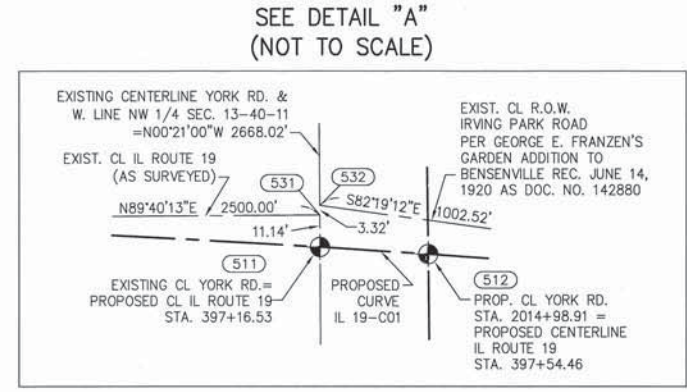 SEE DETAIL "A"
(NOT TO SCALE)
EXISTING CENTERLINE YORK RD. &
W. LINE NW 1/4 SEC. 13-40-11
=N00°21'00"W 2668.02'
EXIST. CL IL ROUTE 19
(AS SURVEYED)
EXIST. CL R.O.W.
IRVING PARK ROAD
PER GEORGE E. FRANZEN'S
GARDEN ADDITION TO
BENSENVILLE REC. JUNE 14,
1920 AS DOC. NO. 142880
531
532
N89°40'13"E
2500.00'
S82°19'12"E
1002.52'
11.14'
3.32'
511
EXISTING CL YORK RD.=
PROPOSED CL IL ROUTE 19
STA. 397+16.53
PROPOSED
CURVE
IL 19-C01
512
PROP. CL YORK RD.
STA. 2014+98.91 =
PROPOSED CENTERLINE
IL ROUTE 19
STA. 397+54.46